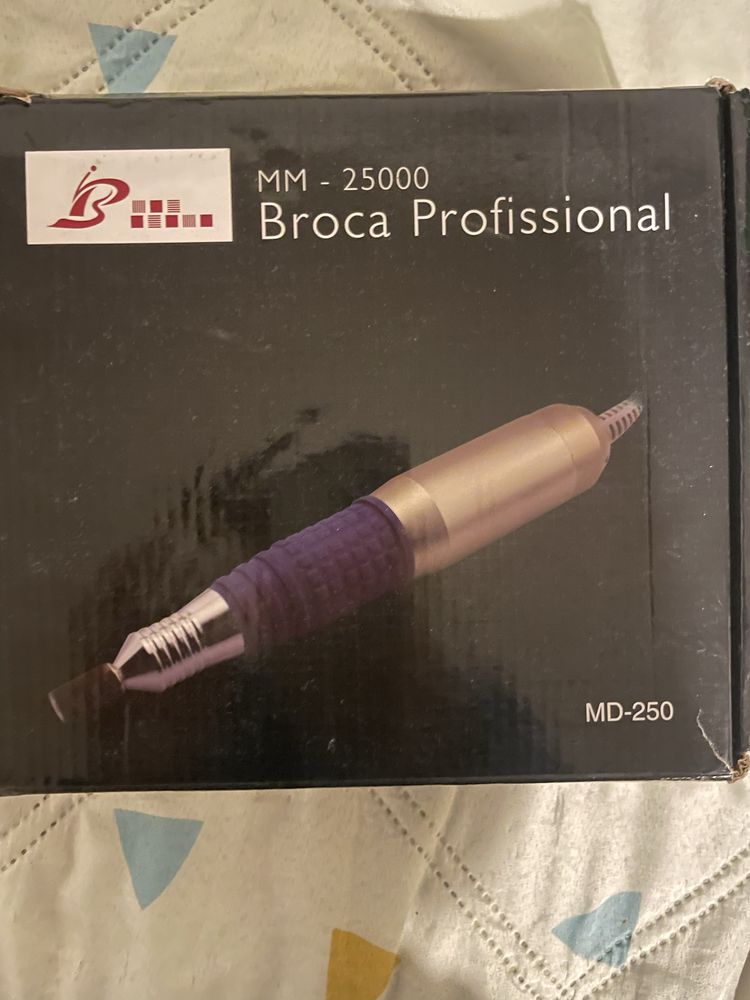 MM - 25000
Broca Profissional
MD-250